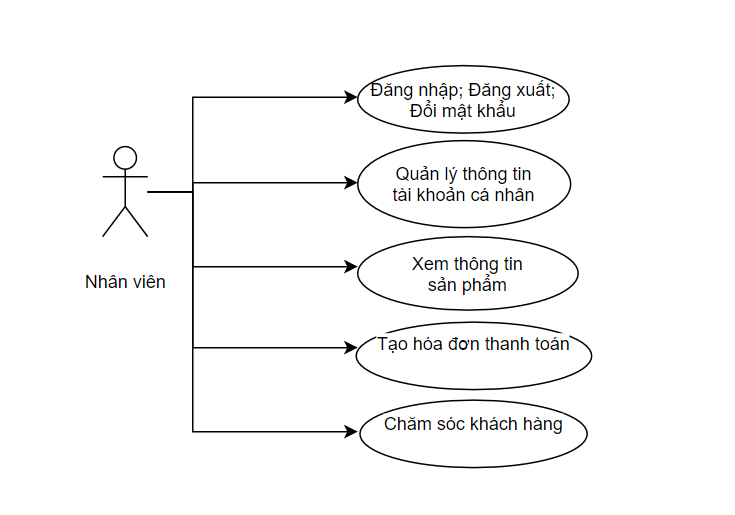 Đăng nhập; Đăng xuất;
Đổi mật khẩu
Quản lý thông tin
tài khoản cá nhân
Xem thông tin
sản phẩm
Nhân viên
Tạo hóa đơn thanh toán
Chăm sóc khách hàng